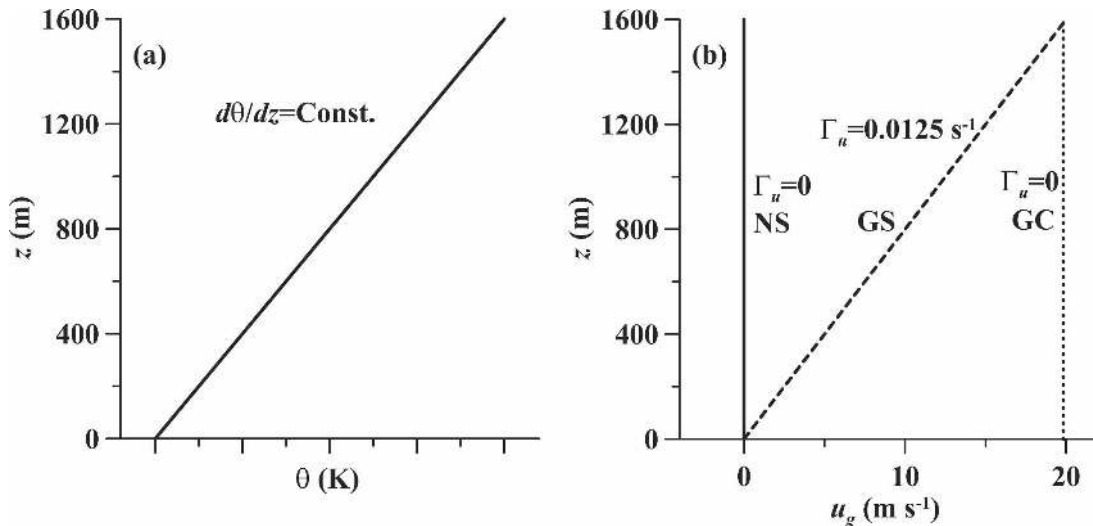 (a)
dθ/dz=Const.
1600
1200
800
400
0
z (m)
θ (K)
(b)
Γu=0.0125 s-1
Γu=0
NS
GS
Γu=0
GC
1600
1200
800
400
0
z (m)
0 10 20
ug (m s-1)